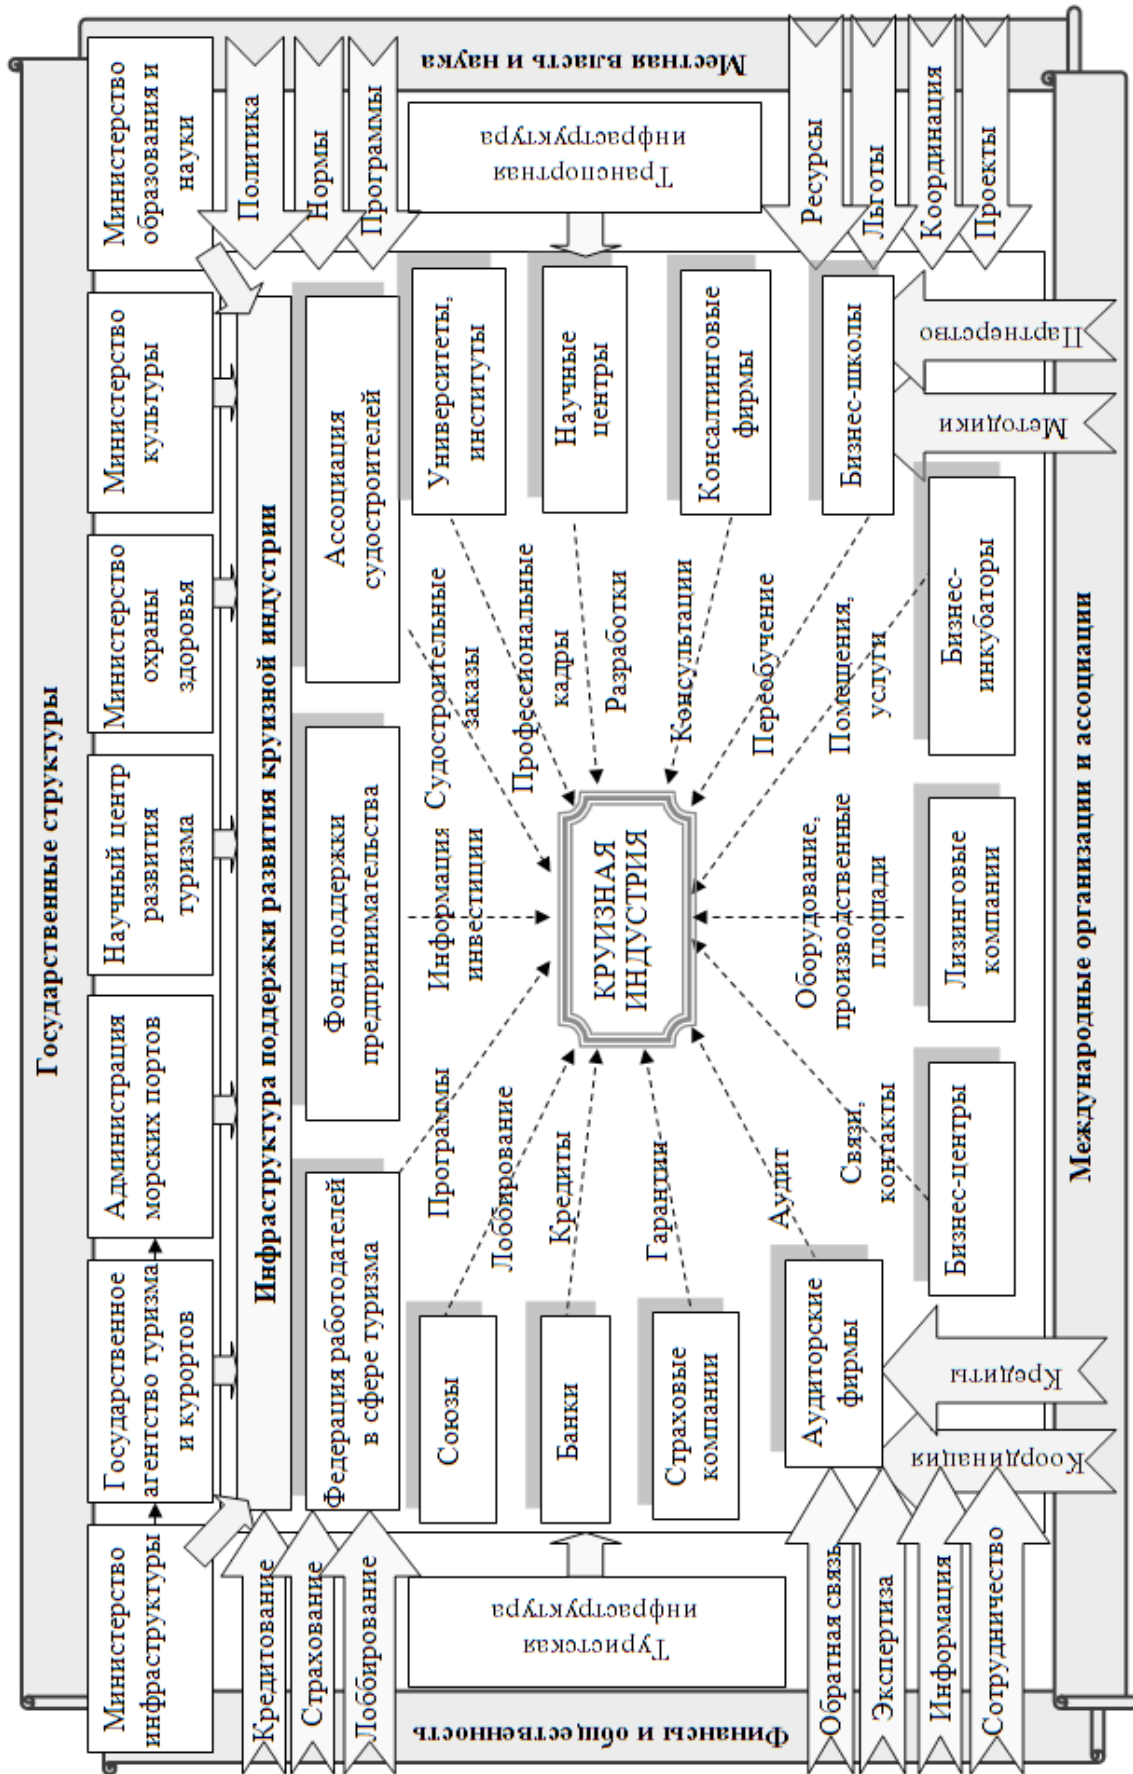 Государственные структуры
Министерство
инфраструктуры
Государственное
агентство туризма
и курортов
Администрация
морских портов
Научный центр
развития
туризма
Министерство
охраны
здоровья
Министерство
культуры
Министерство
образования и
науки
Инфраструктура поддержки развития круизной индустрии
Кредитование
Страхование
Лоббирование
Политика
Нормы
Программы
Федерация работодателей
в сфере туризма
Фонд поддержки
предпринимательства
Ассоциация
судостроителей
Программы
Информация
инвестиции
Судостроительные
заказы
Союзы
Лоббирование
Профессиональные
кадры
Университеты,
институты
Финансы и общественность
Туристская
инфраструктура
Банки
Кредиты
КРУИЗНАЯ
ИНДУСТРИЯ
Разработки
Научные
центры
Транспортная
инфраструктура
Местная власть и наука
Страховые
компании
Гарантии
Консультации
Консалтинговые
фирмы
Аудиторские
фирмы
Аудит
Переобучение
Бизнес-школы
Обратная связь
Экспертиза
Информация
Сотрудничество
Связи,
контакты
Оборудование,
производственные
площади
Помещения,
услуги
Ресурсы
Льготы
Координация
Проекты
Бизнес-центры
Лизинговые
компании
Бизнес-
инкубаторы
Координация
Кредиты
Методики
Партнерство
Международные организации и ассоциации